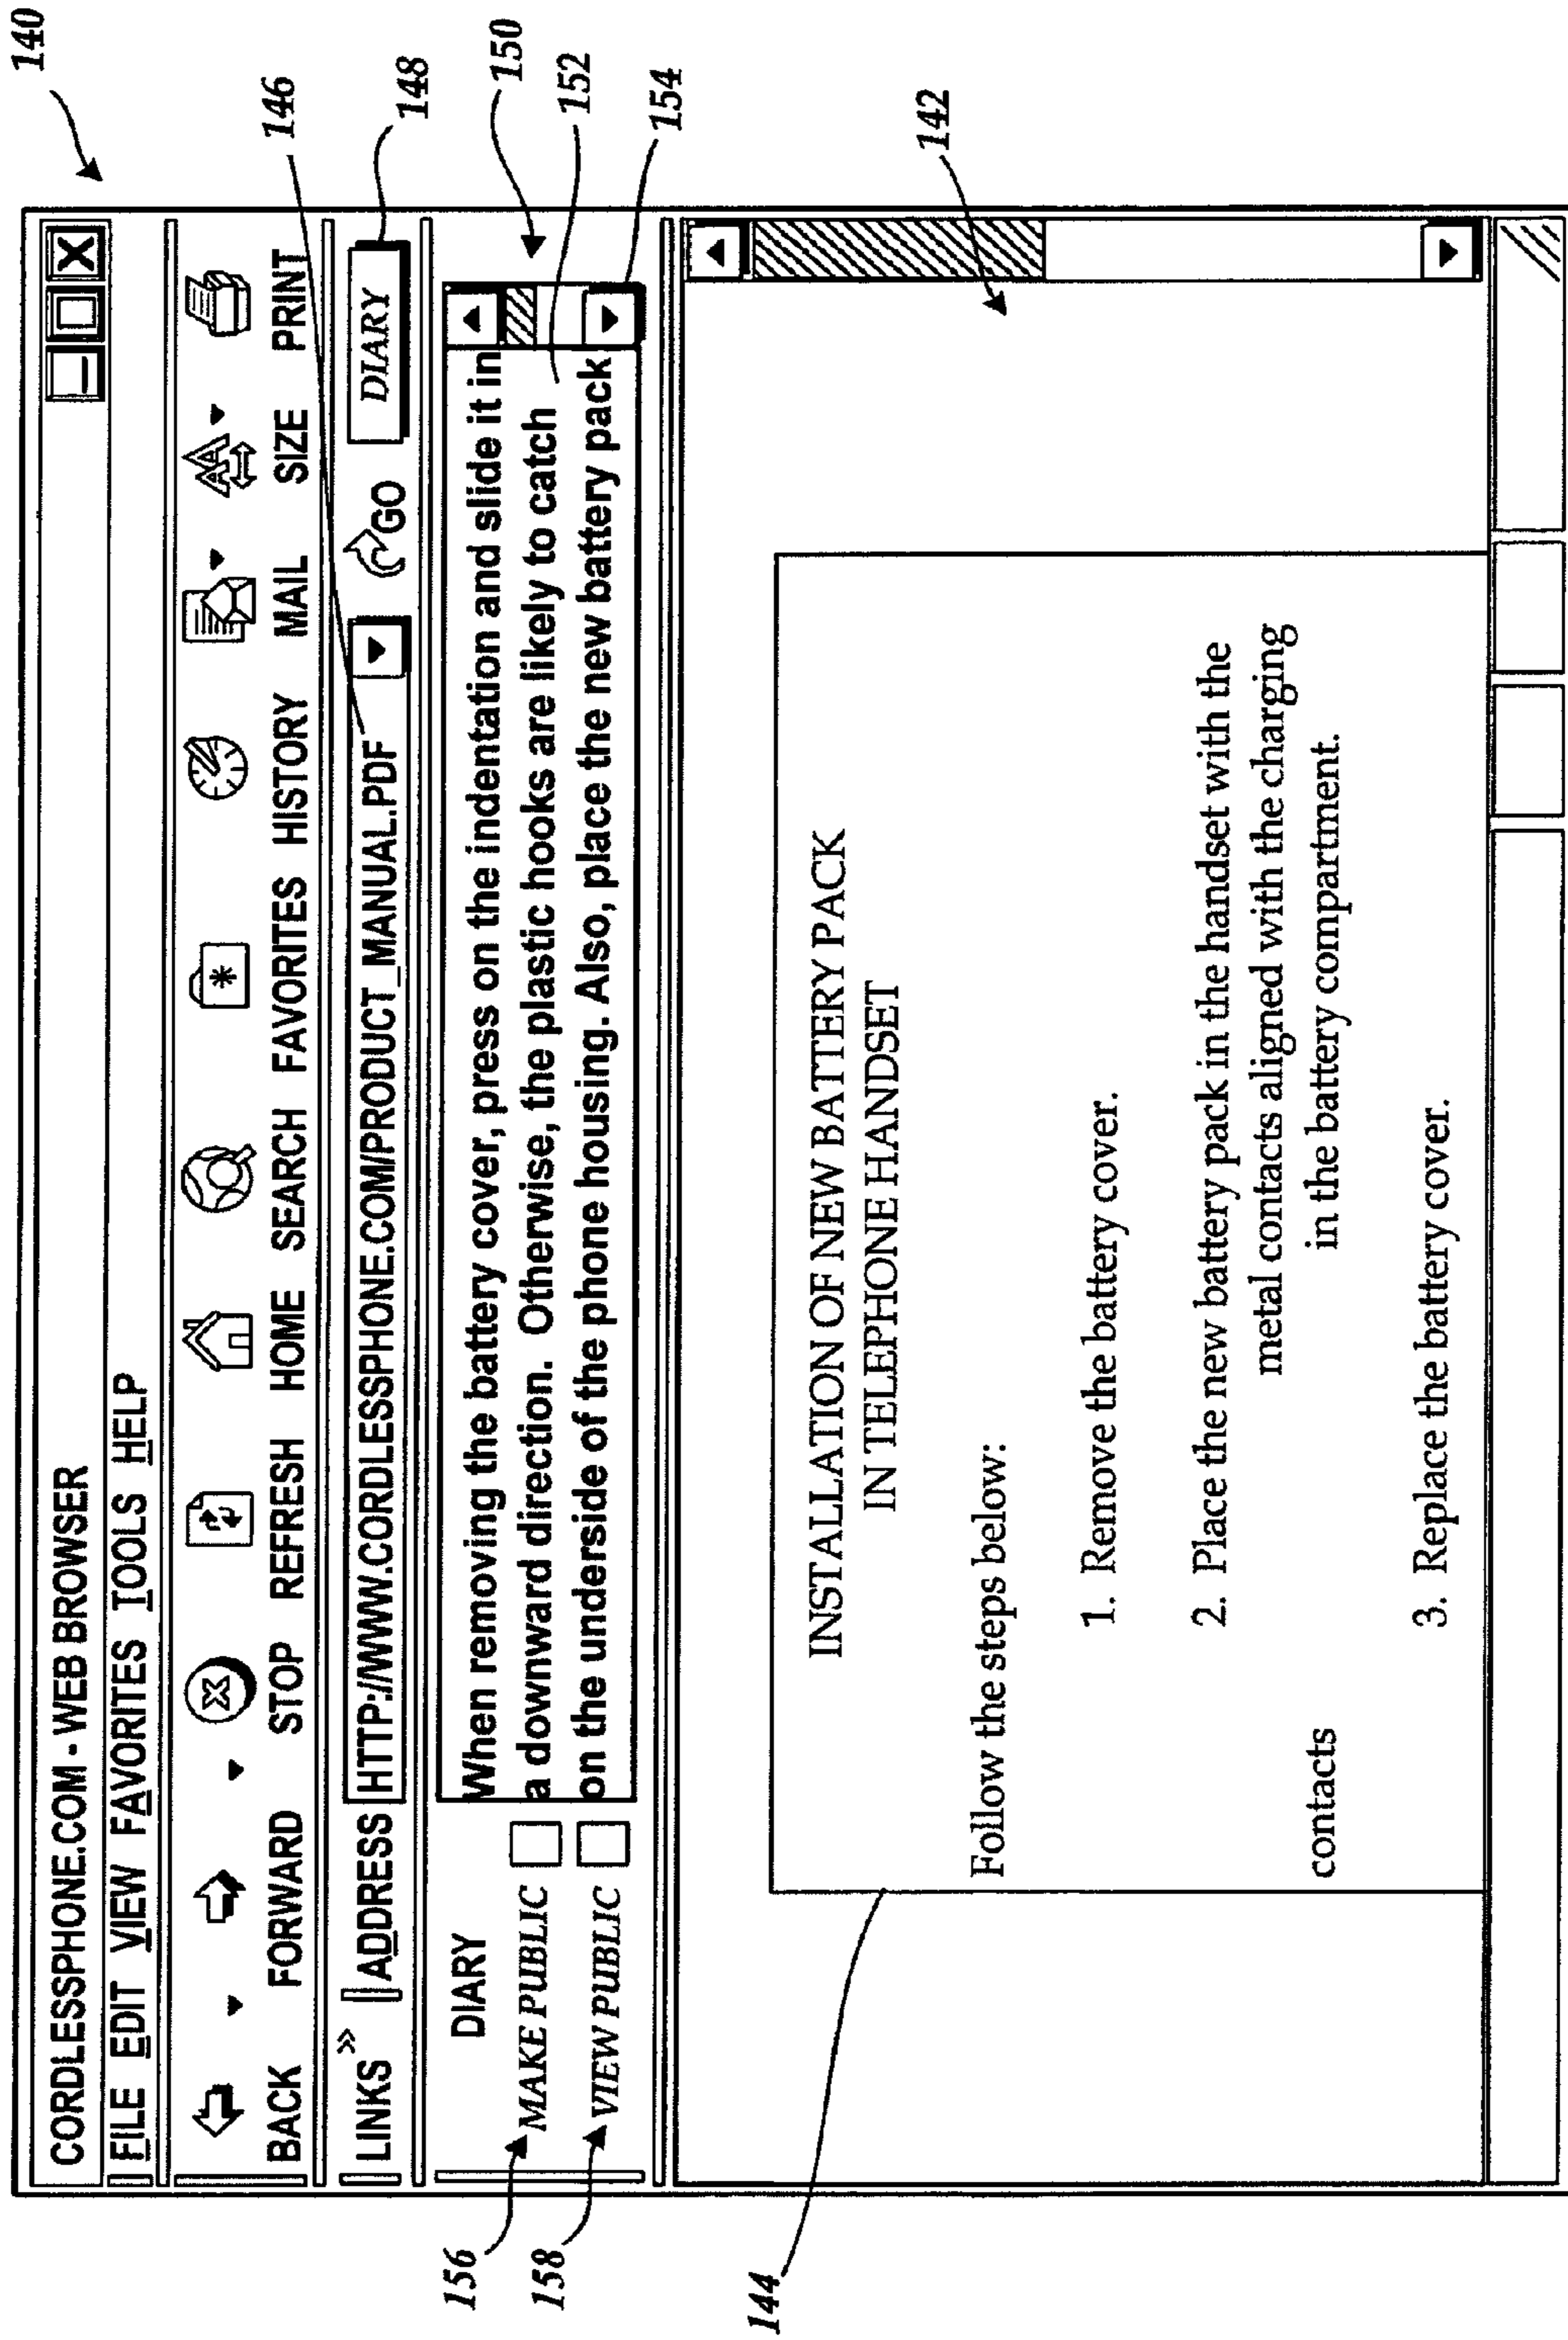 140
CORDLESSPHONE.COM - WEB BROWSER
FILE EDIT VIEW FAVORITES TOOLS HELP
BACK FORWARD STOP REFRESH HOME SEARCH FAVORITES HISTORY MAIL SIZE PRINT
146
LINKS » ADDRESS HTTP://WWW.CORDLESSPHONE.COM/PRODUCT_MANUAL.PDF GO DIARY
148
DIARY
When removing the battery cover, press on the indentation and slide it in
150
156
MAKE PUBLIC
a downward direction. Otherwise, the plastic hooks are likely to catch
152
158
VIEW PUBLIC
on the underside of the phone housing. Also, place the new battery pack
154
144
142
INSTALLATION OF NEW BATTERY PACK
IN TELEPHONE HANDSET
Follow the steps below:
1. Remove the battery cover.
2. Place the new battery pack in the handset with the
metal contacts aligned with the charging
contacts
in the battery compartment.
3. Replace the battery cover.